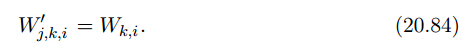 W′_{j,k,i} = W_{k,i}. (20.84)